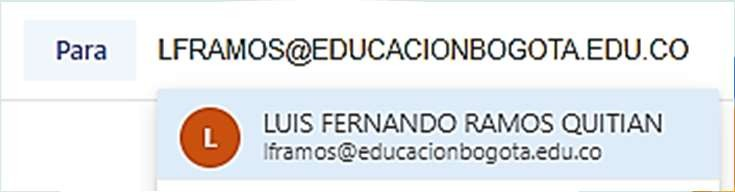 Para LFRAMOS@EDUCACIONBOGOTA.EDU.CO
L LUIS FERNANDO RAMOS QUITIAN
lframos@educacionbogota.edu.co